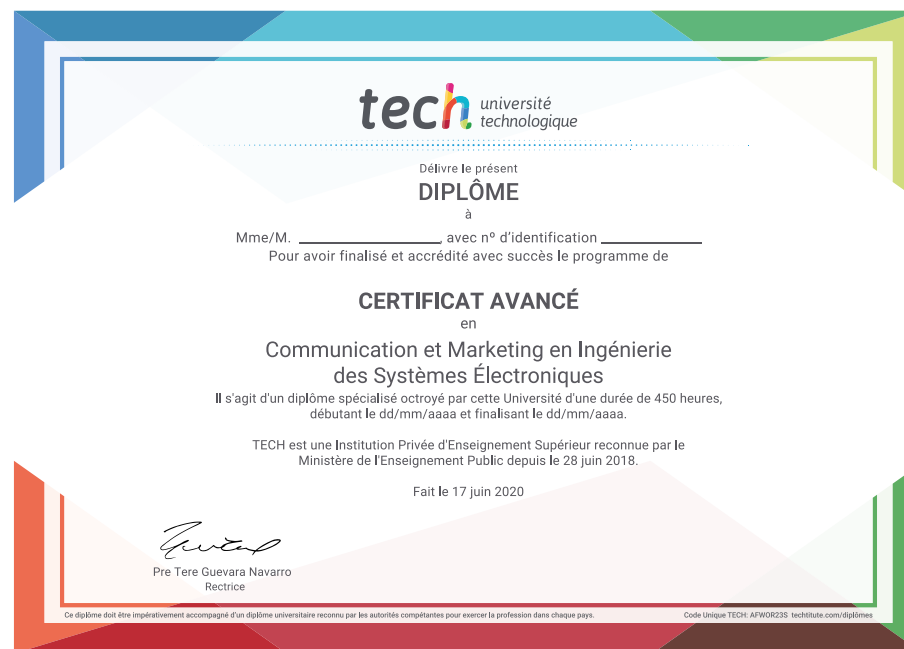 tech université
technologique
Délivre le présent
DIPLÔME
à
Mme/M. ____________, avec nº d'identification ____________
Pour avoir finalisé et accrédité avec succès le programme de
CERTIFICAT AVANCÉ
en
Communication et Marketing en Ingénierie
des Systèmes Électroniques
Il s'agit d'un diplôme spécialisé octroyé par cette Université d'une durée de 450 heures,
débutant le dd/mm/aaaa et finalisant le dd/mm/aaaa.
TECH est une Institution Privée d'Enseignement Supérieur reconnue par le
Ministère de l'Enseignement Public depuis le 28 juin 2018.
Fait le 17 juin 2020
Pre Tere Guevara Navarro
Rectrice
Ce diplôme doit être impérativement accompagné d'un diplôme universitaire reconnu par les autorités compétentes pour exercer la profession dans chaque pays.
Code Unique TECH: AFWOR23S techtitute.com/diplômes